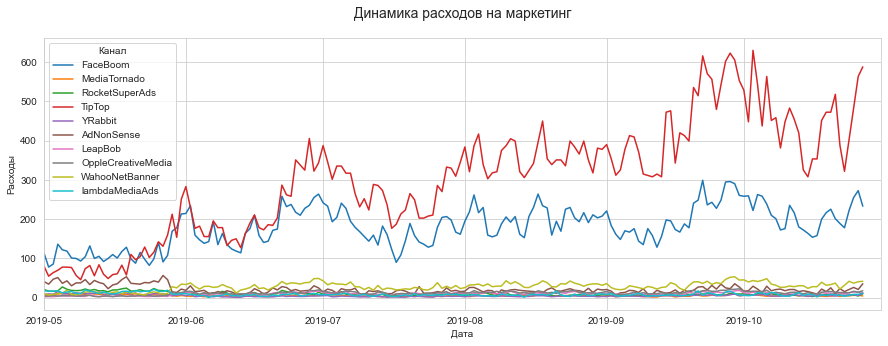 Динамика расходов на маркетинг
Канал
FaceBoom
MediaTornado
RocketSuperAds
TipTop
YRabbit
AdNonSense
LeapBob
OppleCreativeMedia
WahooNetBanner
lambdaMediaAds
Расходы
600
500
400
300
200
100
0
2019-05
2019-06
2019-07
2019-08
2019-09
2019-10
Дата